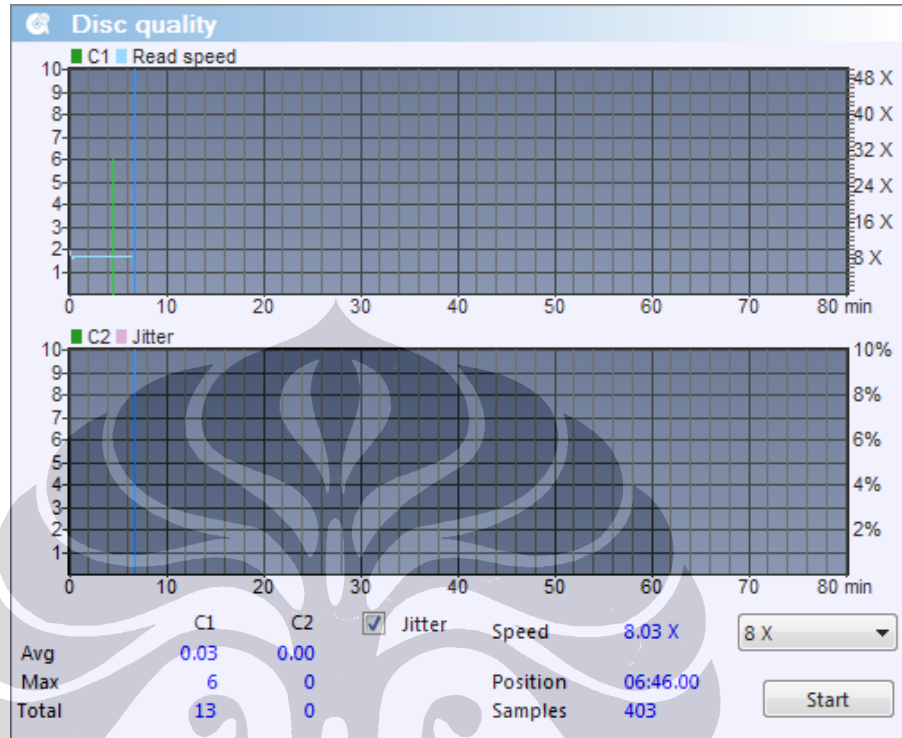 Disc quality
C1 Read speed
10
9
8
7
6
5
4
3
2
1
48 X
40 X
32 X
24 X
16 X
8 X
0 10 20 30 40 50 60 70 80 min
C2 Jitter
10
9
8
7
6
5
4
3
2
1
10%
8%
6%
4%
2%
0 10 20 30 40 50 60 70 80 min
C1 C2 Jitter Speed 8.03 X 8 X
Avg 0.03 0.00
Max 6 0 Position 06:46.00
Total 13 0 Samples 403 Start